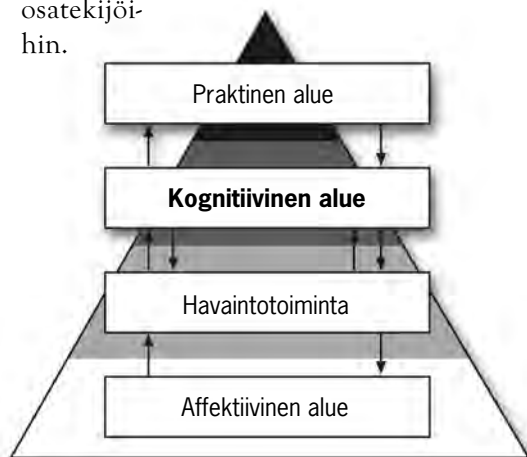 osatekijöi-
hin.
Praktinen alue
Kognitiivinen alue
Havaintotoiminta
Affektiivinen alue